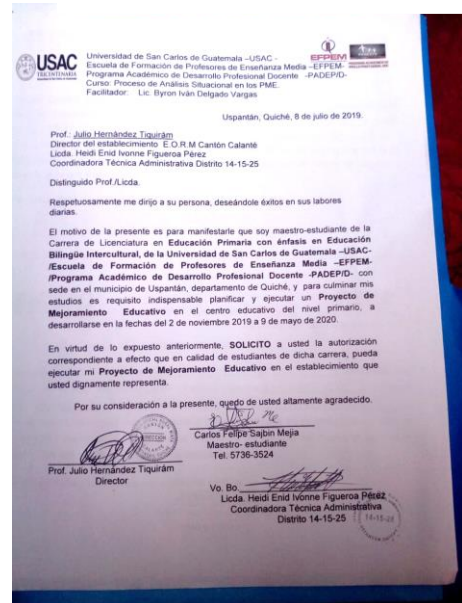 USAC
TRICENTENARIA
Universidad de San Carlos de Guatemala –USAC -
Escuela de Formación de Profesores de Enseñanza Media –EFPEM-
Programa Académico de Desarrollo Profesional Docente -PADEP/D-
Curso: Proceso de Análisis Situacional en los PME.
Facilitador: Lic. Byron Iván Delgado Vargas
EFPEM
Uspantán, Quiché, 8 de julio de 2019.
Prof.: Julio Hernández Tiquirám
Director del establecimiento E.O.R.M Cantón Calanté
Licda. Heidi Enid Ivonne Figueroa Pérez
Coordinadora Técnica Administrativa Distrito 14-15-25
Distinguido Prof./Licda.
Respetuosamente me dirijo a su persona, deseándole éxitos en sus labores
diarias.
El motivo de la presente es para manifestarle que soy maestro-estudiante de la
Carrera de Licenciatura en Educación Primaria con énfasis en Educación
Bilingüe Intercultural, de la Universidad de San Carlos de Guatemala –USAC-
/Escuela de Formación de Profesores de Enseñanza Media –EFPEM-
/Programa Académico de Desarrollo Profesional Docente -PADEP/D- con
sede en el municipio de Uspantán, departamento de Quiché, y para culminar mis
estudios es requisito indispensable planificar y ejecutar un Proyecto de
Mejoramiento Educativo en el centro educativo del nivel primario, a
desarrollarse en la fechas del 2 de noviembre 2019 a 9 de mayo de 2020.
En virtud de lo expuesto anteriormente, SOLICITO a usted la autorización
correspondiente a efecto que en calidad de estudiantes de dicha carrera, pueda
ejecutar mi Proyecto de Mejoramiento Educativo en el establecimiento que
usted dignamente representa.
Por su consideración a la presente, quedo de usted altamente agradecido.
Carlos Felipe Sajbin Mejia
Maestro- estudiante
Tel. 5736-3524
DIRECCION
Prof. Julio Hernández Tiquirám
Director
Vo. Bo.
Licda. Heidi Enid Ivonne Figueroa Pérez
Coordinadora Técnica Administrativa
Distrito 14-15-25
14-15-25